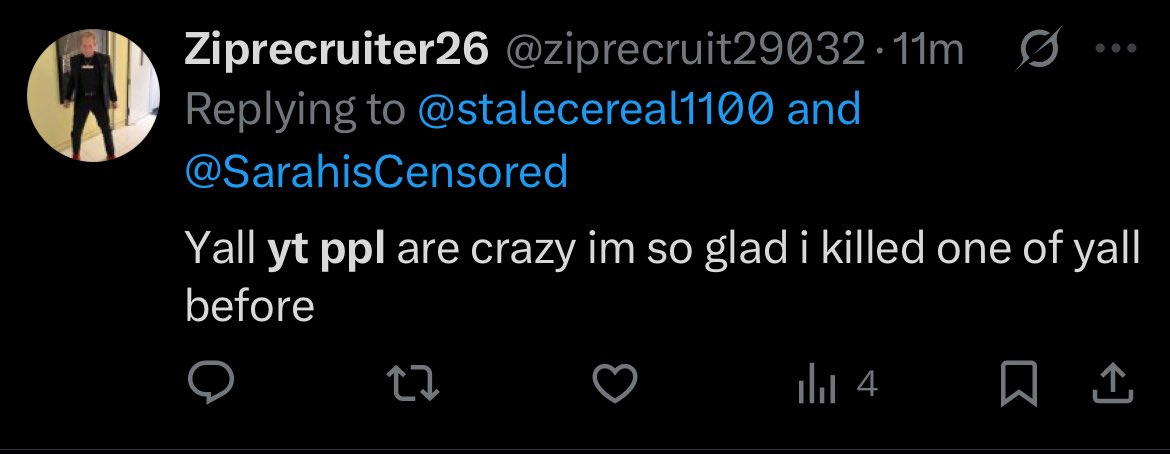 Ziprecruiter26 @ziprecruit29032 · 11m
Replying to @stalecereal1100 and
@SarahisCensored
Yall yt ppl are crazy im so glad i killed one of yall
before
4